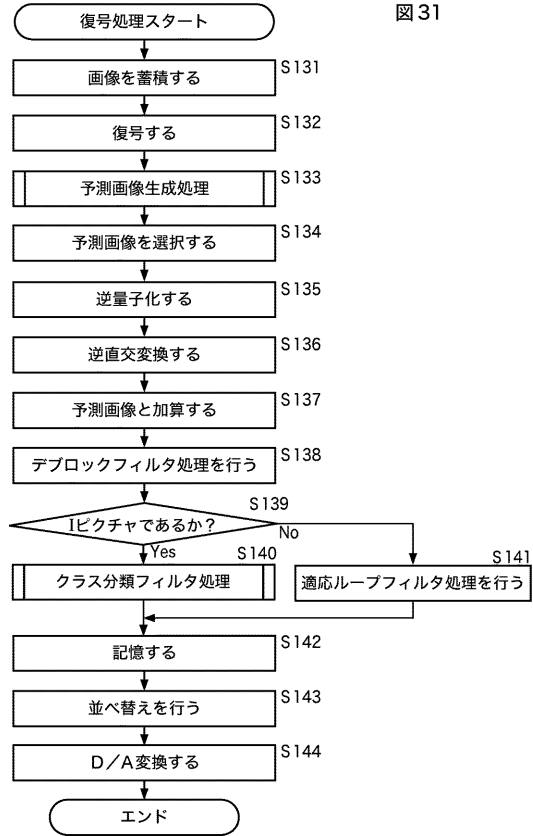 図31
復号処理スタート
画像を蓄積する
S131
復号する
S132
予測画像生成処理
S133
予測画像を選択する
S134
逆量子化する
S135
逆直交変換する
S136
予測画像と加算する
S137
デブロックフィルタ処理を行う
S138
Iピクチャであるか？
S139
No
Yes
クラス分類フィルタ処理
S140
適応ループフィルタ処理を行う
S141
記憶する
S142
並べ替えを行う
S143
D／A変換する
S144
エンド